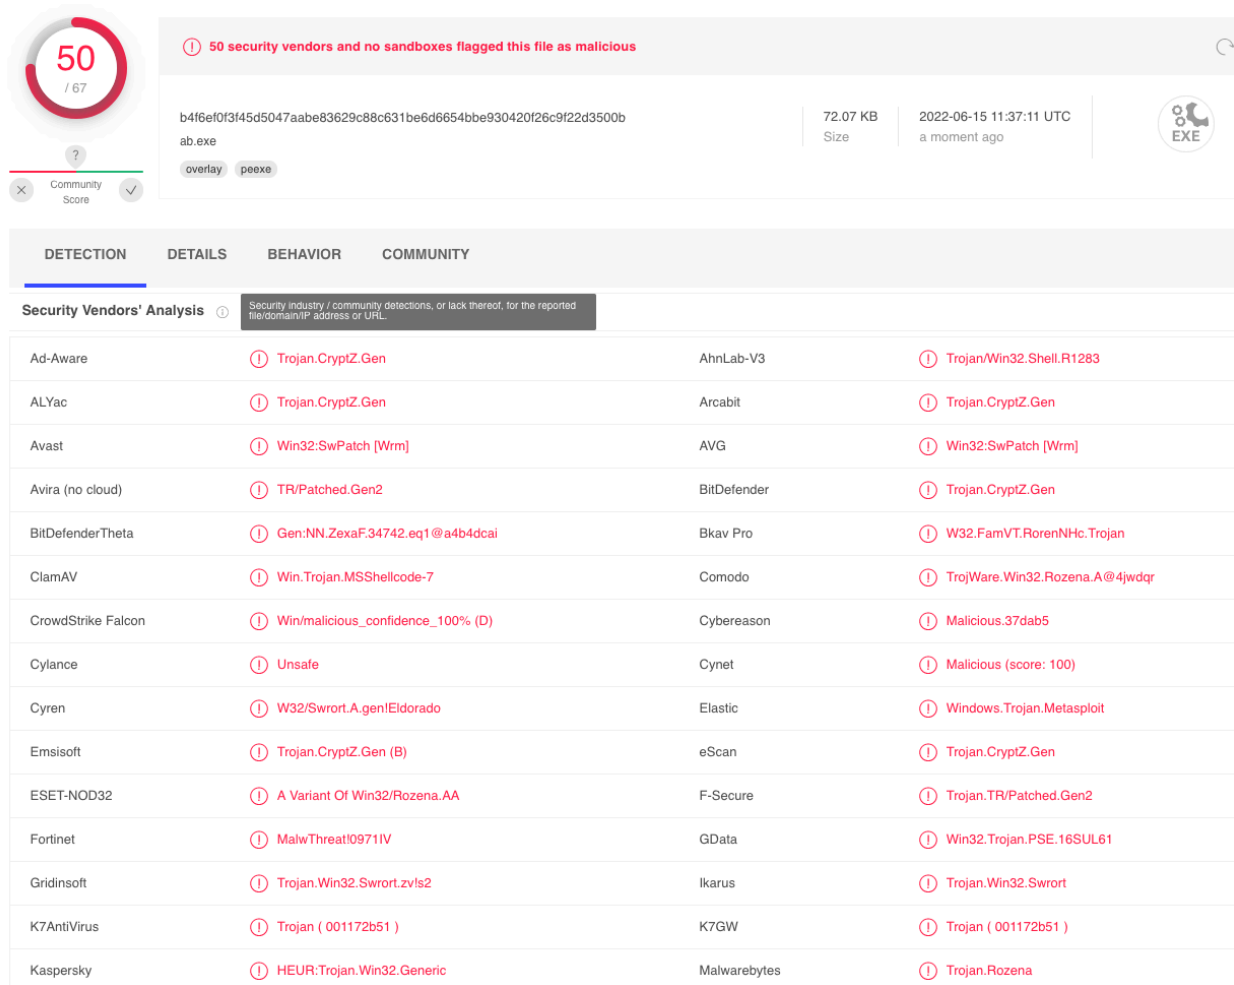 50
/ 67
?
Community
Score
50 security vendors and no sandboxes flagged this file as malicious
b4f6ef0f3f45d5047aabe83629c88c631be6d6654bbe930420f26c9f22d3500b
ab.exe
overlay peexe
72.07 KB
Size
2022-06-15 11:37:11 UTC
a moment ago
EXE
DETECTION DETAILS BEHAVIOR COMMUNITY
Security Vendors' Analysis
Security industry / community detections, or lack thereof, for the reported
file/domain/IP address or URL.
Ad-Aware Trojan.CryptZ.Gen AhnLab-V3 Trojan/Win32.Shell.R1283
ALYac Trojan.CryptZ.Gen Arcabit Trojan.CryptZ.Gen
Avast Win32:SwPatch [Wrm] AVG Win32:SwPatch [Wrm]
Avira (no cloud) TR/Patched.Gen2 BitDefender Trojan.CryptZ.Gen
BitDefenderTheta Gen:NN.ZexaF.34742.eq1@a4b4dcai Bkav Pro W32.FamVT.RorenNHc.Trojan
ClamAV Win.Trojan.MSShellcode-7 Comodo TrojWare.Win32.Rozena.A@4jwdqr
CrowdStrike Falcon Win/malicious_confidence_100% (D) Cybereason Malicious.37dab5
Cylance Unsafe Cynet Malicious (score: 100)
Cyren W32/Swrort.A.gen!Eldorado Elastic Windows.Trojan.Metasploit
Emsisoft Trojan.CryptZ.Gen (B) eScan Trojan.CryptZ.Gen
ESET-NOD32 A Variant Of Win32/Rozena.AA F-Secure Trojan.TR/Patched.Gen2
Fortinet MalwThreat!0971IV GData Win32.Trojan.PSE.16SUL61
Gridinsoft Trojan.Win32.Swrort.zv!s2 Ikarus Trojan.Win32.Swrort
K7AntiVirus Trojan ( 001172b51 ) K7GW Trojan ( 001172b51 )
Kaspersky HEUR:Trojan.Win32.Generic Malwarebytes Trojan.Rozena